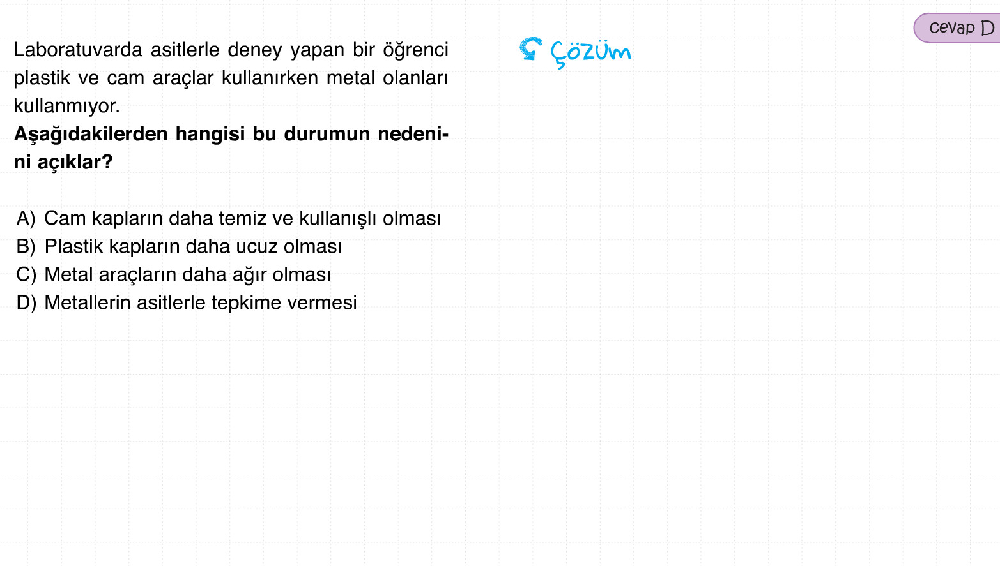 Cevap D
Laboratuvarda asitlerle deney yapan bir öğrenci
plastik ve cam araçlar kullanırken metal olanları
kullanmıyor.
Aşağıdakilerden hangisi bu durumun nedeni-
ni açıklar?
A) Cam kapların daha temiz ve kullanışlı olması
B) Plastik kapların daha ucuz olması
C) Metal araçların daha ağır olması
D) Metallerin asitlerle tepkime vermesi
Çözüm